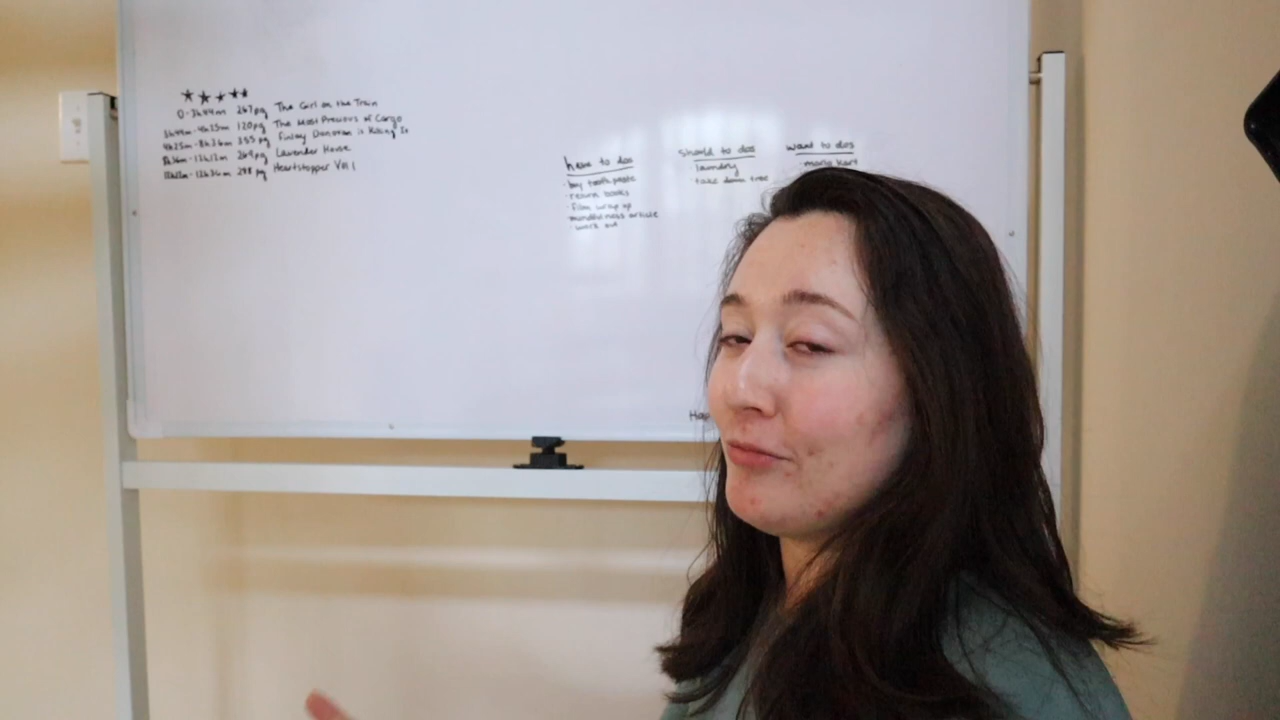 ★★★★★
0-3h44m 267pg The Girl on the Train
3h44m-4h25m 120pg The Most Precious of Cargo
4h25m-8h36m 355pg Finlay Donovan is Killing It
8h36m-12h12m 269pg Lavender House
12h12m-12h36m 288pg Heartstopper Vol 1
have to dos
· buy toothpaste
· return books
· film wrap up
· mindfulness article
· work out
should to dos
· laundry
· take down tree
want to dos
· mario kart